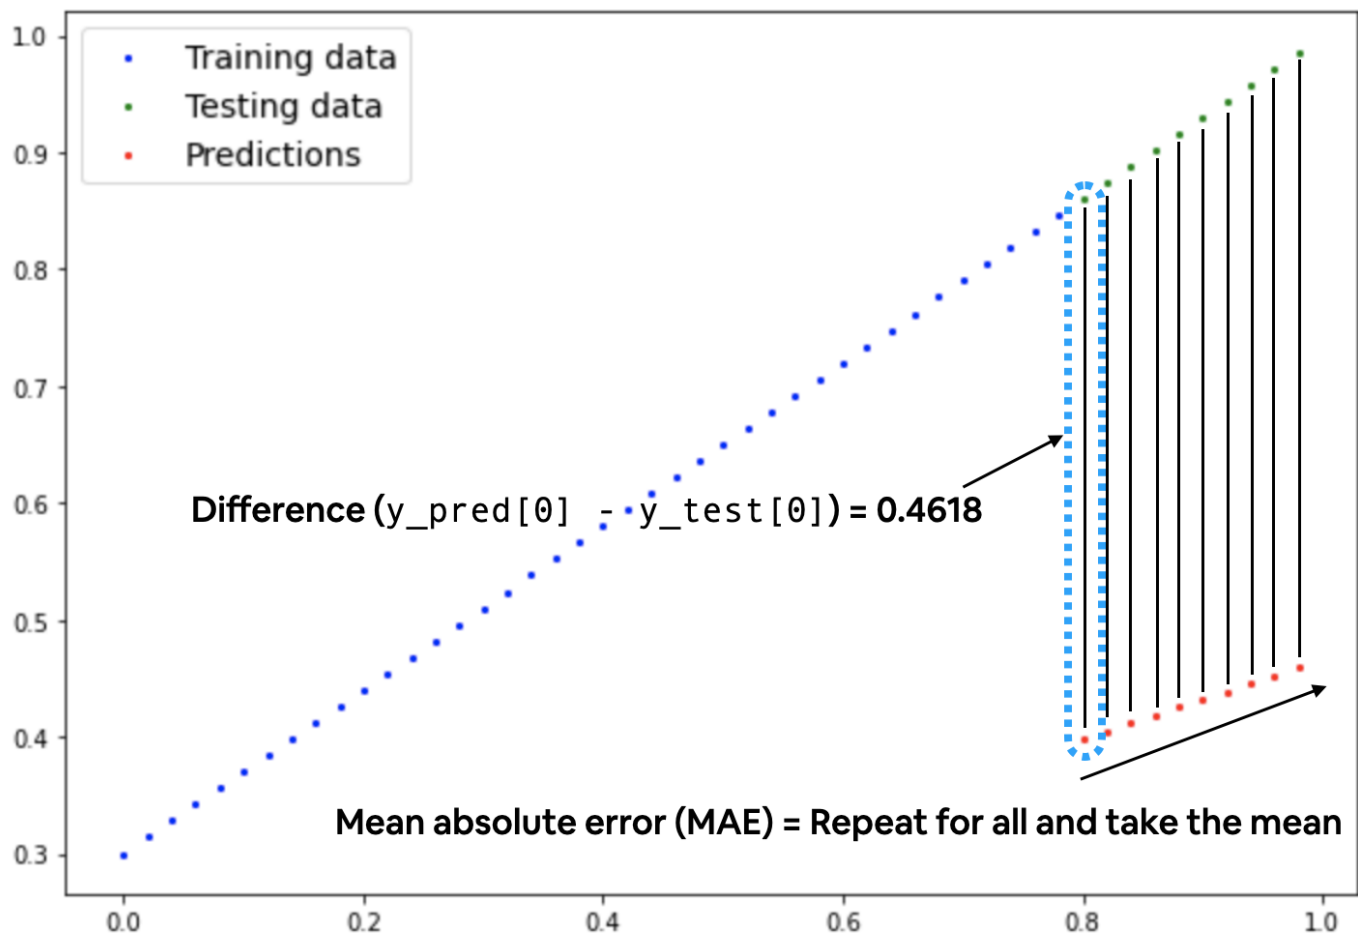 Training data
Testing data
Predictions
1.0
0.9
0.8
0.7
0.6
0.5
0.4
0.3
Difference (y_pred[0] - y_test[0]) = 0.4618
Mean absolute error (MAE) = Repeat for all and take the mean
0.0 0.2 0.4 0.6 0.8 1.0